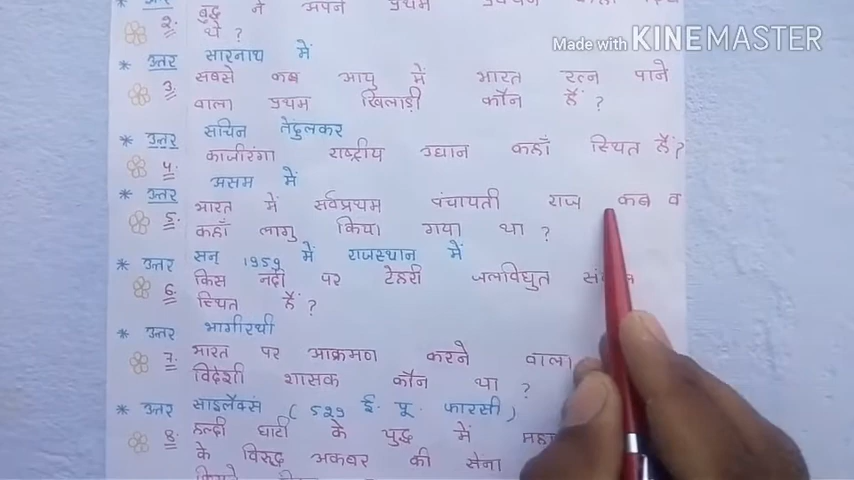 Made with KINEMASTER
2. बुद्ध ने अपने प्रथम
थे ?
* उत्तर सारनाथ में
3. सबसे कम्र आयु में भारत रत्न पाने
वाला प्रथम खिलाड़ी कौन हैं ?
* उत्तर सचिन तेंदुलकर
4. काजीरंगा राष्ट्रीय उद्यान कहाँ स्थित हैं?
* उत्तर असम में
5. भारत में सर्वप्रथम पंचायती राज कब व
कहाँ लागु किया गया था ?
* उत्तर सन् 1959 में राजस्थान में
6. किस नदी पर टेहरी जलविघुत
स्थित हैं ?
* उत्तर भागीरथी
7. भारत पर आक्रमण करने वाला
विदेशी शासक कौन था ?
* उत्तर साइलैक्स ( 529 ई. पू. फारसी )
8. हल्दी घाटी के युद्ध में
के विरुद्ध अकबर की सेना